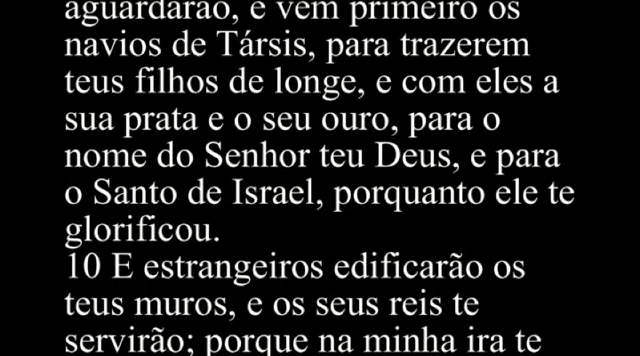 aguardarão, e vêm primeiro os
navios de Társis, para trazerem
teus filhos de longe, e com eles a
sua prata e o seu ouro, para o
nome do Senhor teu Deus, e para
o Santo de Israel, porquanto ele te
glorificou.
10 E estrangeiros edificarão os
teus muros, e os seus reis te
servirão; porque na minha ira te